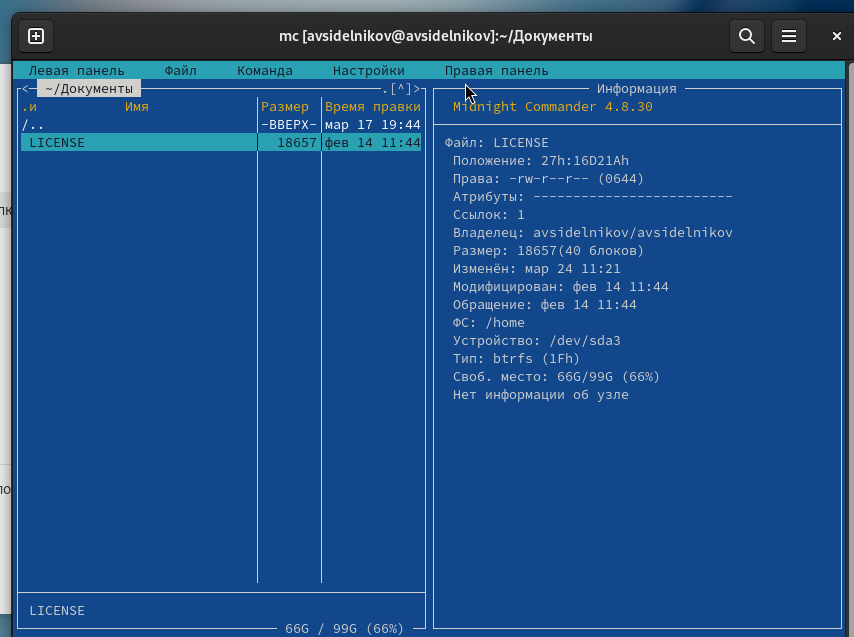 mc [avsidelnikov@avsidelnikov]:~/Документы
Левая панель Файл Команда Настройки Правая панель
<─ ~/Документы .[^]>
.и Имя Размер Время правки
/.. -ВВЕРХ- мар 17 19:44
LICENSE 18657 фев 14 11:44
LICENSE
66G / 99G (66%)
Информация
Midnight Commander 4.8.30
Файл: LICENSE
Положение: 27h:16D21Ah
Права: -rw-r--r-- (0644)
Атрибуты: -------------------------
Ссылок: 1
Владелец: avsidelnikov/avsidelnikov
Размер: 18657(40 блоков)
Изменён: мар 24 11:21
Модифицирован: фев 14 11:44
Обращение: фев 14 11:44
ФС: /home
Устройство: /dev/sda3
Тип: btrfs (1Fh)
Своб. место: 66G/99G (66%)
Нет информации об узле